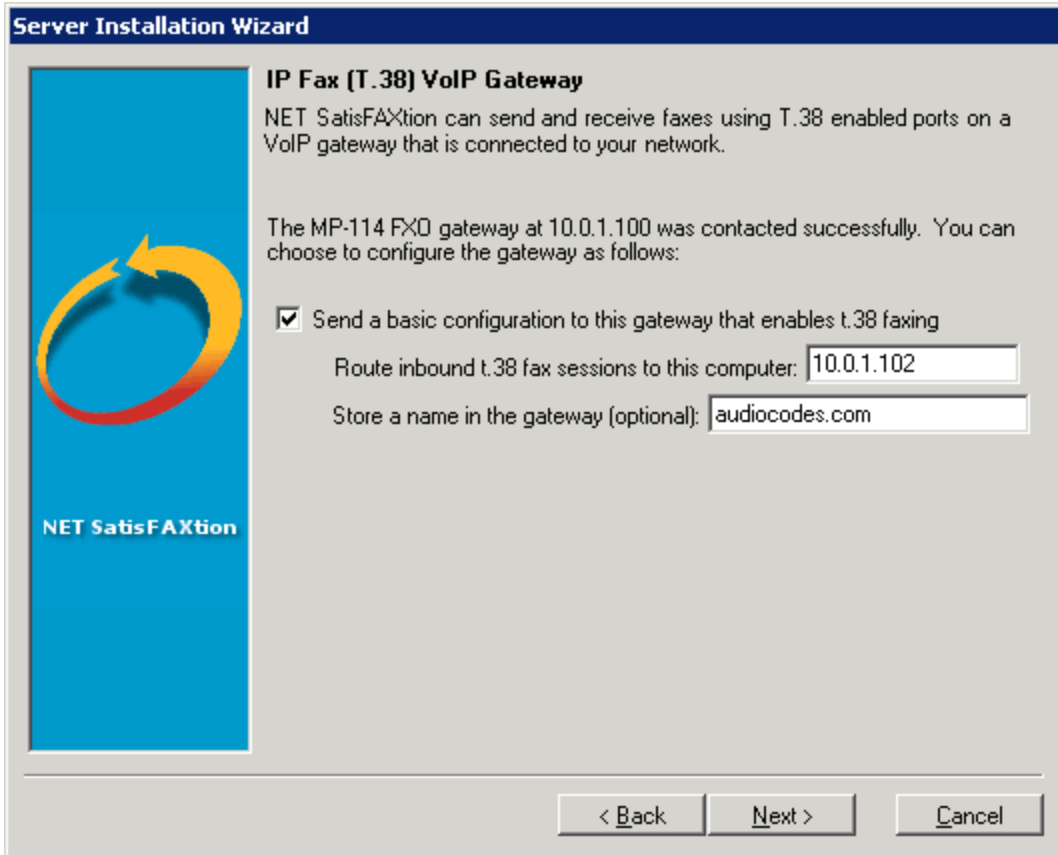 Server Installation Wizard
IP Fax (T.38) VoIP Gateway
NET SatisFAXtion can send and receive faxes using T.38 enabled ports on a
VoIP gateway that is connected to your network.
The MP-114 FXO gateway at 10.0.1.100 was contacted successfully.  You can
choose to configure the gateway as follows:
Send a basic configuration to this gateway that enables t.38 faxing
Route inbound t.38 fax sessions to this computer: 10.0.1.102
Store a name in the gateway (optional): audiocodes.com
NET SatisFAXtion
< Back Next > Cancel